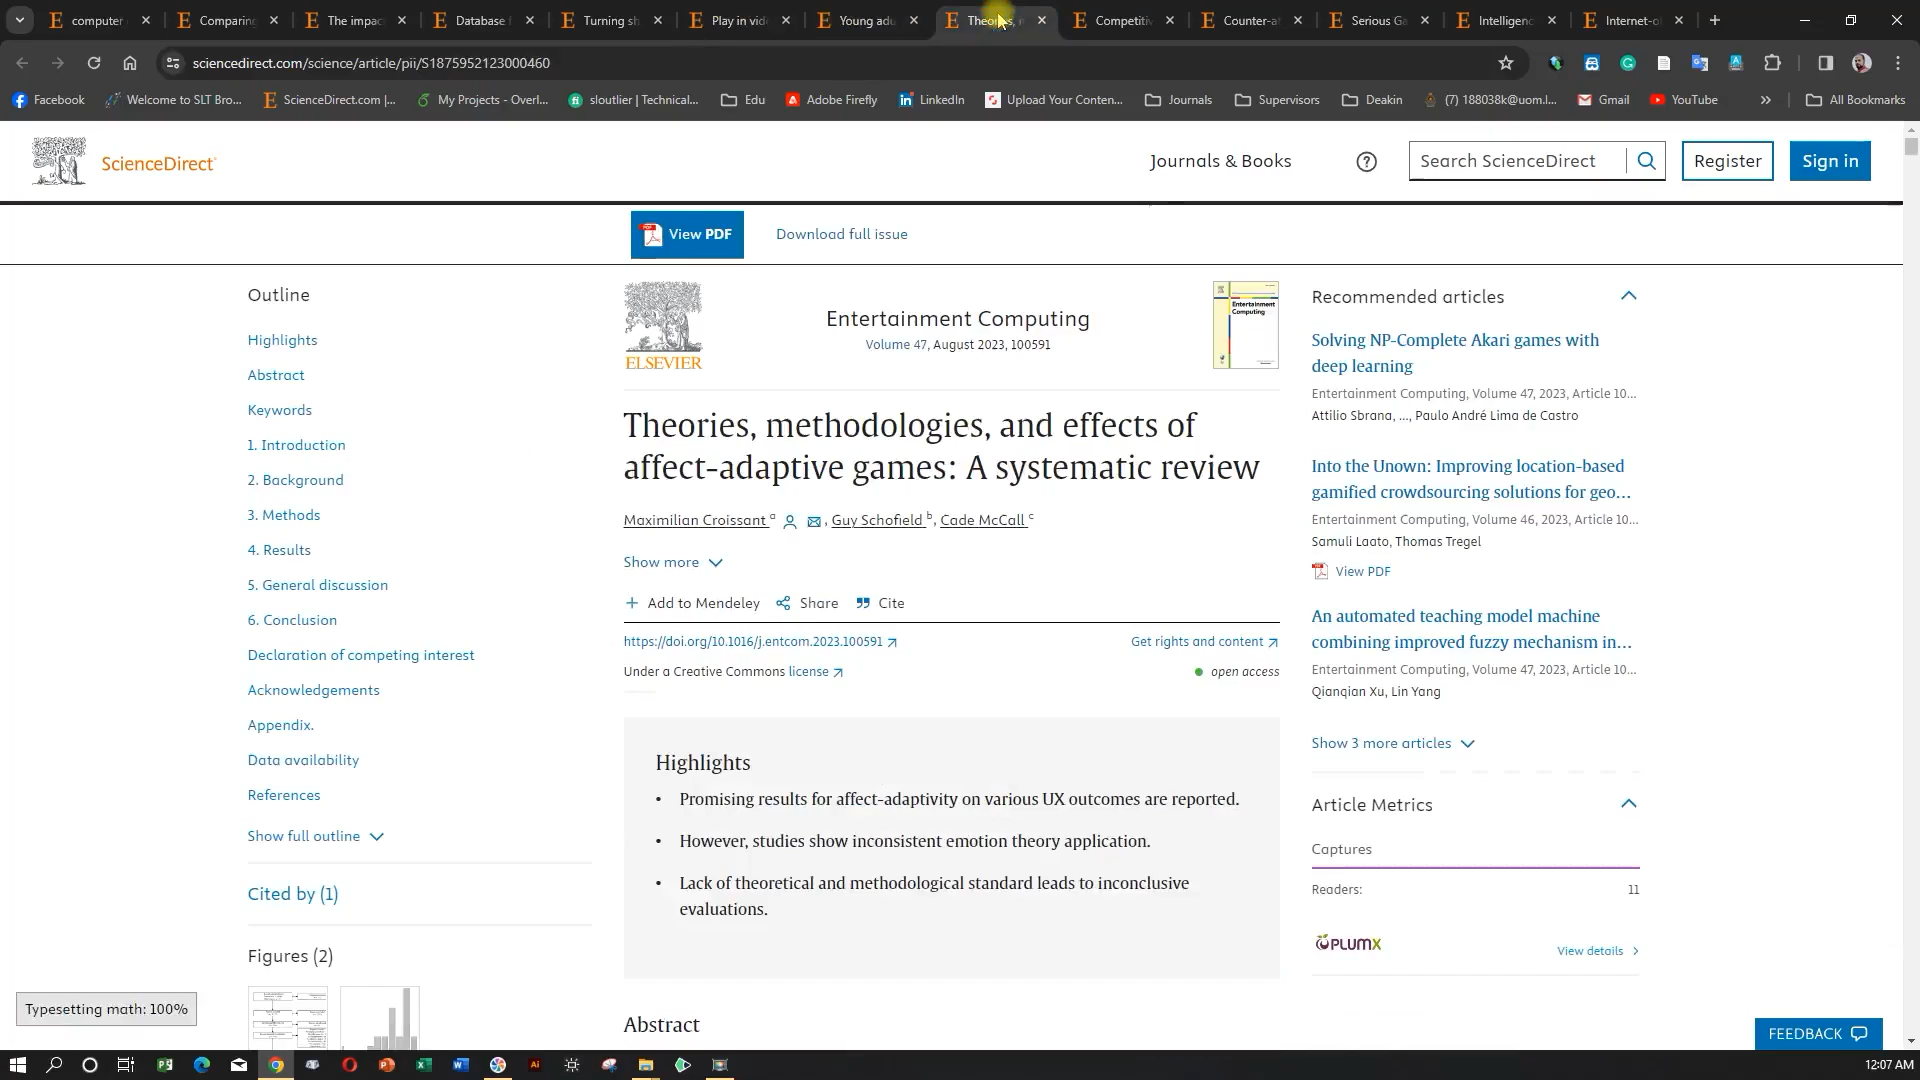 computer
Comparing
The impac
Database f
Turning sh
Play in vide
Young adu
Theories,
Competitiv
Counter-at
Serious Ga
Intelligenc
Internet-o
sciencedirect.com/science/article/pii/S1875952123000460
Facebook
Welcome to SLT Bro...
ScienceDirect.com |...
My Projects - Overl...
sloutlier | Technical...
Edu
Adobe Firefly
LinkedIn
Upload Your Conten...
Journals
Supervisors
Deakin
(7) 188038k@uom.l...
Gmail
YouTube
»
All Bookmarks
ScienceDirect
Journals & Books
Search ScienceDirect
Register
Sign in
View PDF
Download full issue
Outline
Highlights
Abstract
Keywords
1. Introduction
2. Background
3. Methods
4. Results
5. General discussion
6. Conclusion
Declaration of competing interest
Acknowledgements
Appendix.
Data availability
References
Show full outline
Cited by (1)
Figures (2)
ELSEVIER
Entertainment Computing
Volume 47, August 2023, 100591
Entertainment
Computing
Theories, methodologies, and effects of
affect-adaptive games: A systematic review
Maximilian Croissant a , Guy Schofield b, Cade McCall c
Show more
Add to Mendeley Share Cite
https://doi.org/10.1016/j.entcom.2023.100591
Get rights and content
Under a Creative Commons license
open access
Highlights
• Promising results for affect-adaptivity on various UX outcomes are reported.
• However, studies show inconsistent emotion theory application.
• Lack of theoretical and methodological standard leads to inconclusive
evaluations.
Abstract
Recommended articles
Solving NP-Complete Akari games with
deep learning
Entertainment Computing, Volume 47, 2023, Article 10...
Attilio Sbrana, ..., Paulo André Lima de Castro
Into the Unown: Improving location-based
gamified crowdsourcing solutions for geo...
Entertainment Computing, Volume 46, 2023, Article 10...
Samuli Laato, Thomas Tregel
View PDF
An automated teaching model machine
combining improved fuzzy mechanism in...
Entertainment Computing, Volume 47, 2023, Article 10...
Qianqian Xu, Lin Yang
Show 3 more articles
Article Metrics
Captures
Readers: 11
PLUMX
View details
Typesetting math: 100%
FEEDBACK
12:07 AM